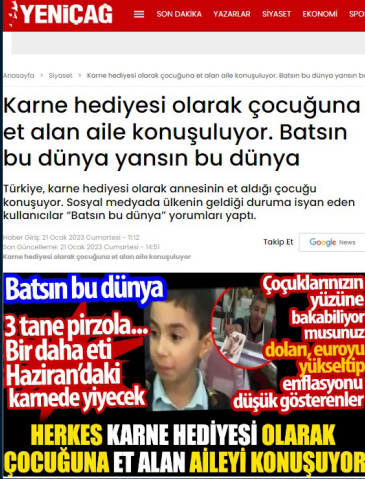 YENİÇAĞ
SON DAKİKA YAZARLAR SİYASET EKONOMİ SPO
Anasayfa > Siyaset > Karne hediyesi olarak çocuğuna et alan aile konuşuluyor. Batsın bu dünya yansın b
Karne hediyesi olarak çocuğuna
et alan aile konuşuluyor. Batsın
bu dünya yansın bu dünya
Türkiye, karne hediyesi olarak annesinin et aldığı çocuğu
konuşuyor. Sosyal medyada ülkenin geldiği duruma isyan eden
kullanıcılar “Batsın bu dünya” yorumları yaptı.
Haber Giriş: 21 Ocak 2023 Cumartesi - 11:12
Son Güncelleme: 21 Ocak 2023 Cumartesi - 14:51
Takip Et Google News
Karne hediyesi olarak çocuğuna et alan aile konuşuluyor
Batsın bu dünya
3 tane pirzola...
Bir daha eti
Haziran’daki
karnede yiyecek
Çoçuklarınızın
yüzüne
bakabiliyor
musunuz
doları, euroyu
yükseltip
enflasyonu
düşük gösterenler
HERKES KARNE HEDİYESİ OLARAK
ÇOCUĞUNA ET ALAN AİLEYİ KONUŞUYOR